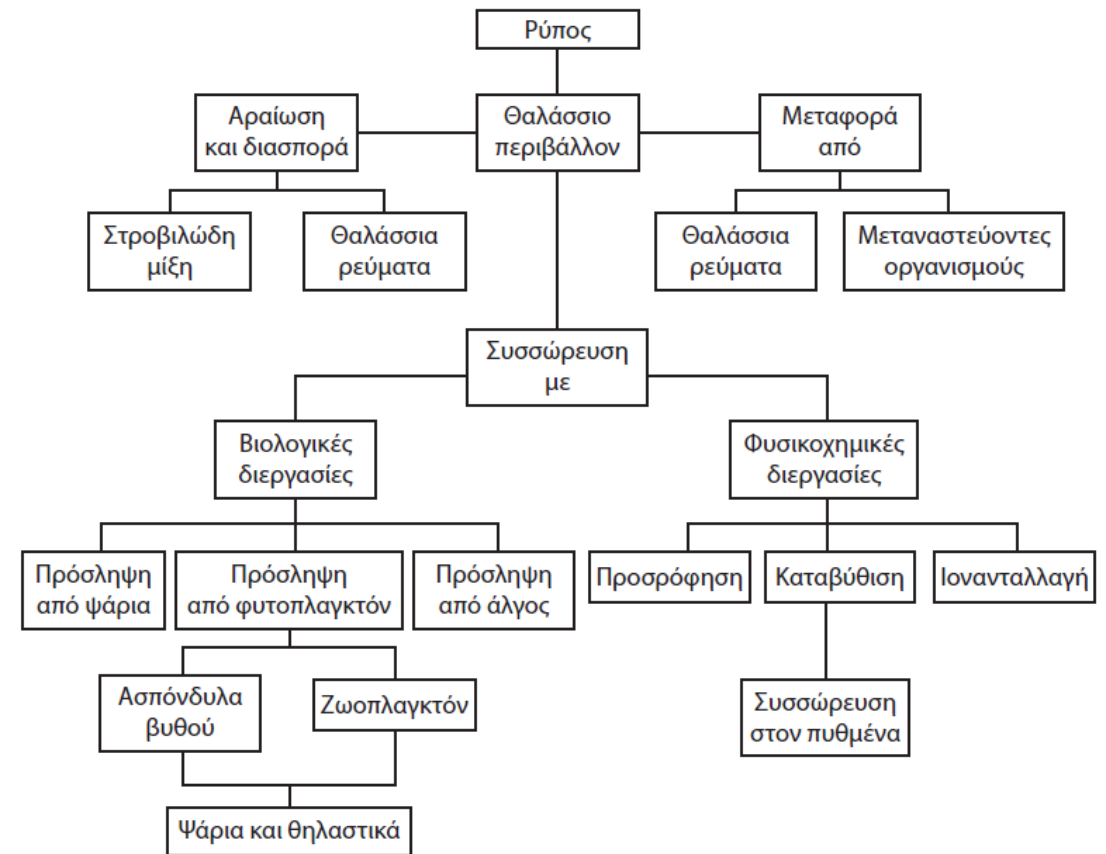 Ρύπος
Αραίωση
και διασπορά
Θαλάσσιο
περιβάλλον
Μεταφορά
από
Στροβιλώδη
μίξη
Θαλάσσια
ρεύματα
Θαλάσσια
ρεύματα
Μεταναστεύοντες
οργανισμούς
Συσσώρευση
με
Βιολογικές
διεργασίες
Φυσικοχημικές
διεργασίες
Πρόσληψη
από ψάρια
Πρόσληψη
από φυτοπλαγκτόν
Πρόσληψη
από άλγος
Προσρόφηση
Καταβύθιση
Ιονανταλλαγή
Ασπόνδυλα
βυθού
Ζωοπλαγκτόν
Συσσώρευση
στον πυθμένα
Ψάρια και θηλαστικά